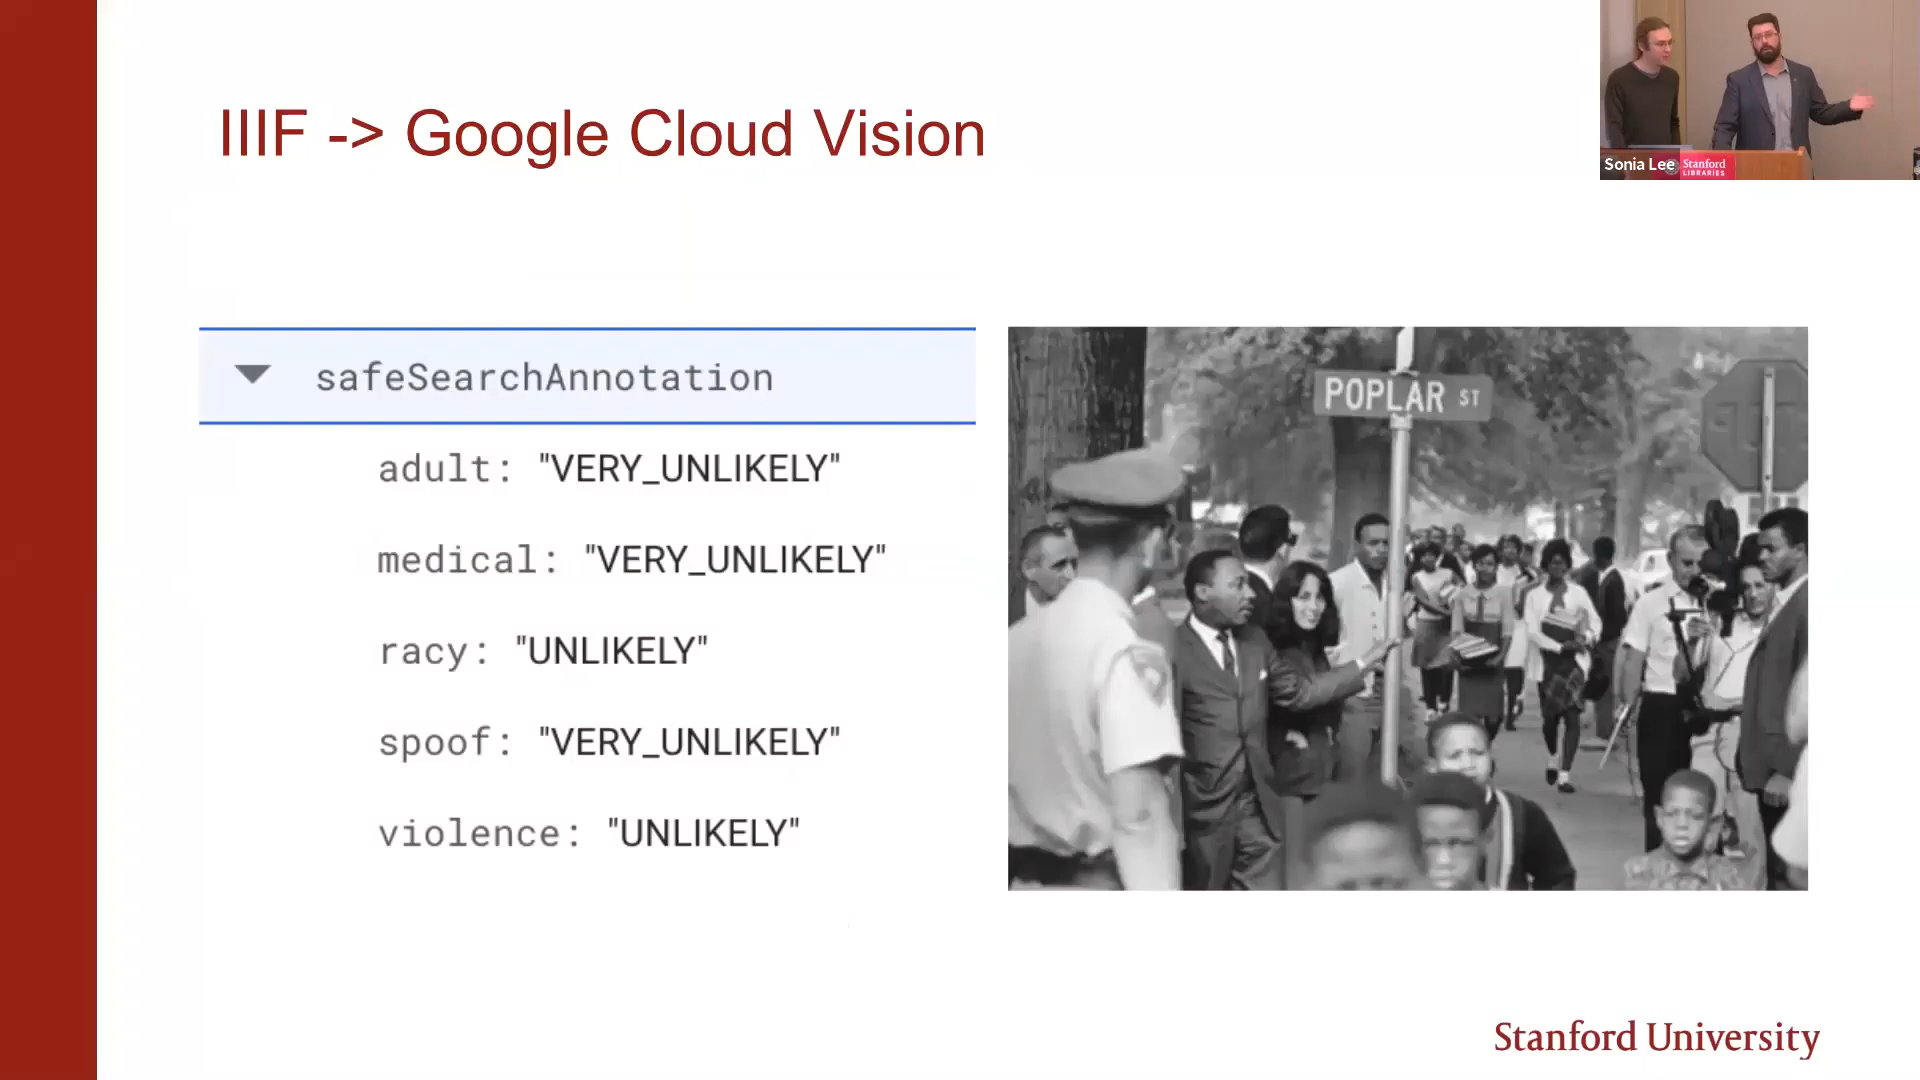 IIIF -> Google Cloud Vision
Sonia Lee
Stanford
LIBRARIES
safeSearchAnnotation
adult: "VERY_UNLIKELY"
medical: "VERY_UNLIKELY"
racy: "UNLIKELY"
spoof: "VERY_UNLIKELY"
violence: "UNLIKELY"
POPLAR ST
Stanford University